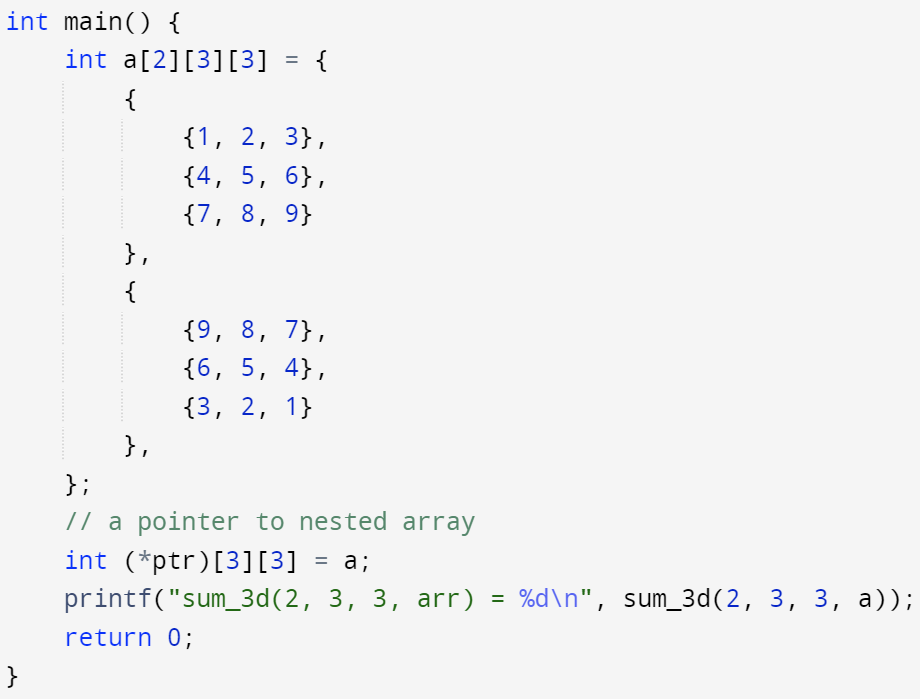 int main() {
    int a[2][3][3] = {
        {
            {1, 2, 3},
            {4, 5, 6},
            {7, 8, 9}
        },
        {
            {9, 8, 7},
            {6, 5, 4},
            {3, 2, 1}
        },
    };
    // a pointer to nested array
    int (*ptr)[3][3] = a;
    printf("sum_3d(2, 3, 3, arr) = %d\n", sum_3d(2, 3, 3, a));
    return 0;
}